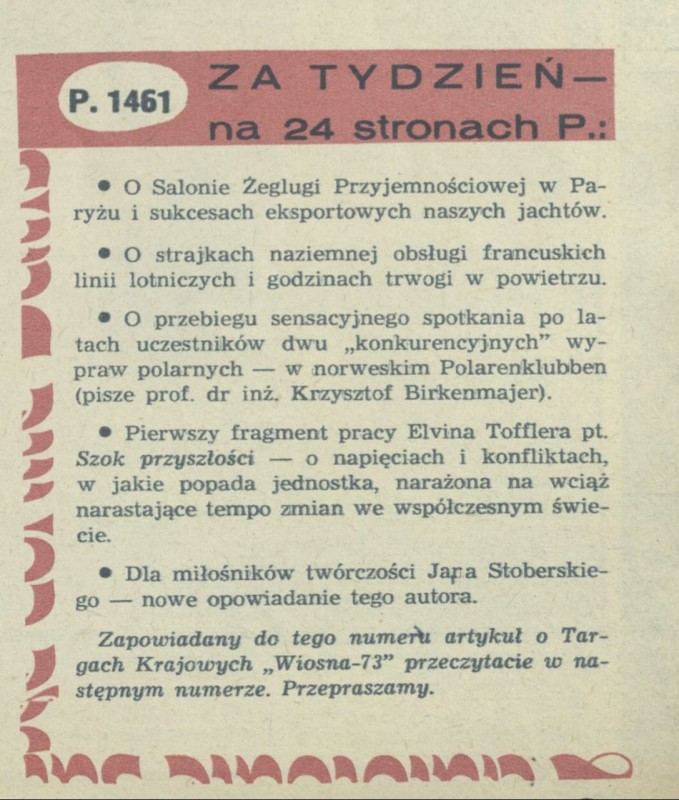 P. 1461
ZA TYDZIEŃ—
na 24 stronach P.:
• O Salonie Żeglugi Przyjemnościowej w Pa-
ryżu i sukcesach eksportowych naszych jachtów.
• O strajkach naziemnej obsługi francuskich
linii lotniczych i godzinach trwogi w powietrzu.
• O przebiegu sensacyjnego spotkania po la-
tach uczestników dwu „konkurencyjnych” wy-
praw polarnych — w norweskim Polarenklubben
(pisze prof. dr inż. Krzysztof Birkenmajer).
• Pierwszy fragment pracy Elvina Tofflera pt.
Szok przyszłości — o napięciach i konfliktach,
w jakie popada jednostka, narażona na wciąż
narastające tempo zmian we współczesnym świe-
cie.
• Dla miłośników twórczości Jana Stoberskie-
go — nowe opowiadanie tego autora.
Zapowiadany do tego numeru artykuł o Tar-
gach Krajowych „Wiosna-73” przeczytacie w na-
stępnym numerze. Przepraszamy.